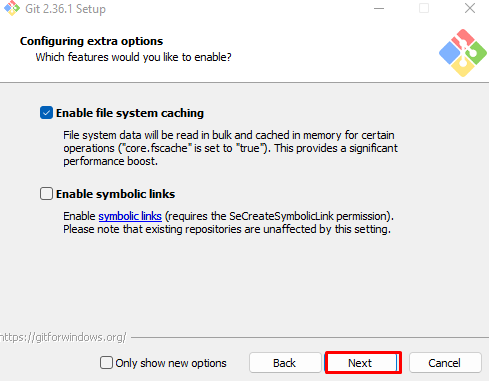 Git 2.36.1 Setup
Configuring extra options
Which features would you like to enable?
Enable file system caching
File system data will be read in bulk and cached in memory for certain
operations ("core.fscache" is set to "true"). This provides a significant
performance boost.
Enable symbolic links
Enable symbolic links (requires the SeCreateSymbolicLink permission).
Please note that existing repositories are unaffected by this setting.
https://gitforwindows.org/
Only show new options Back Next Cancel